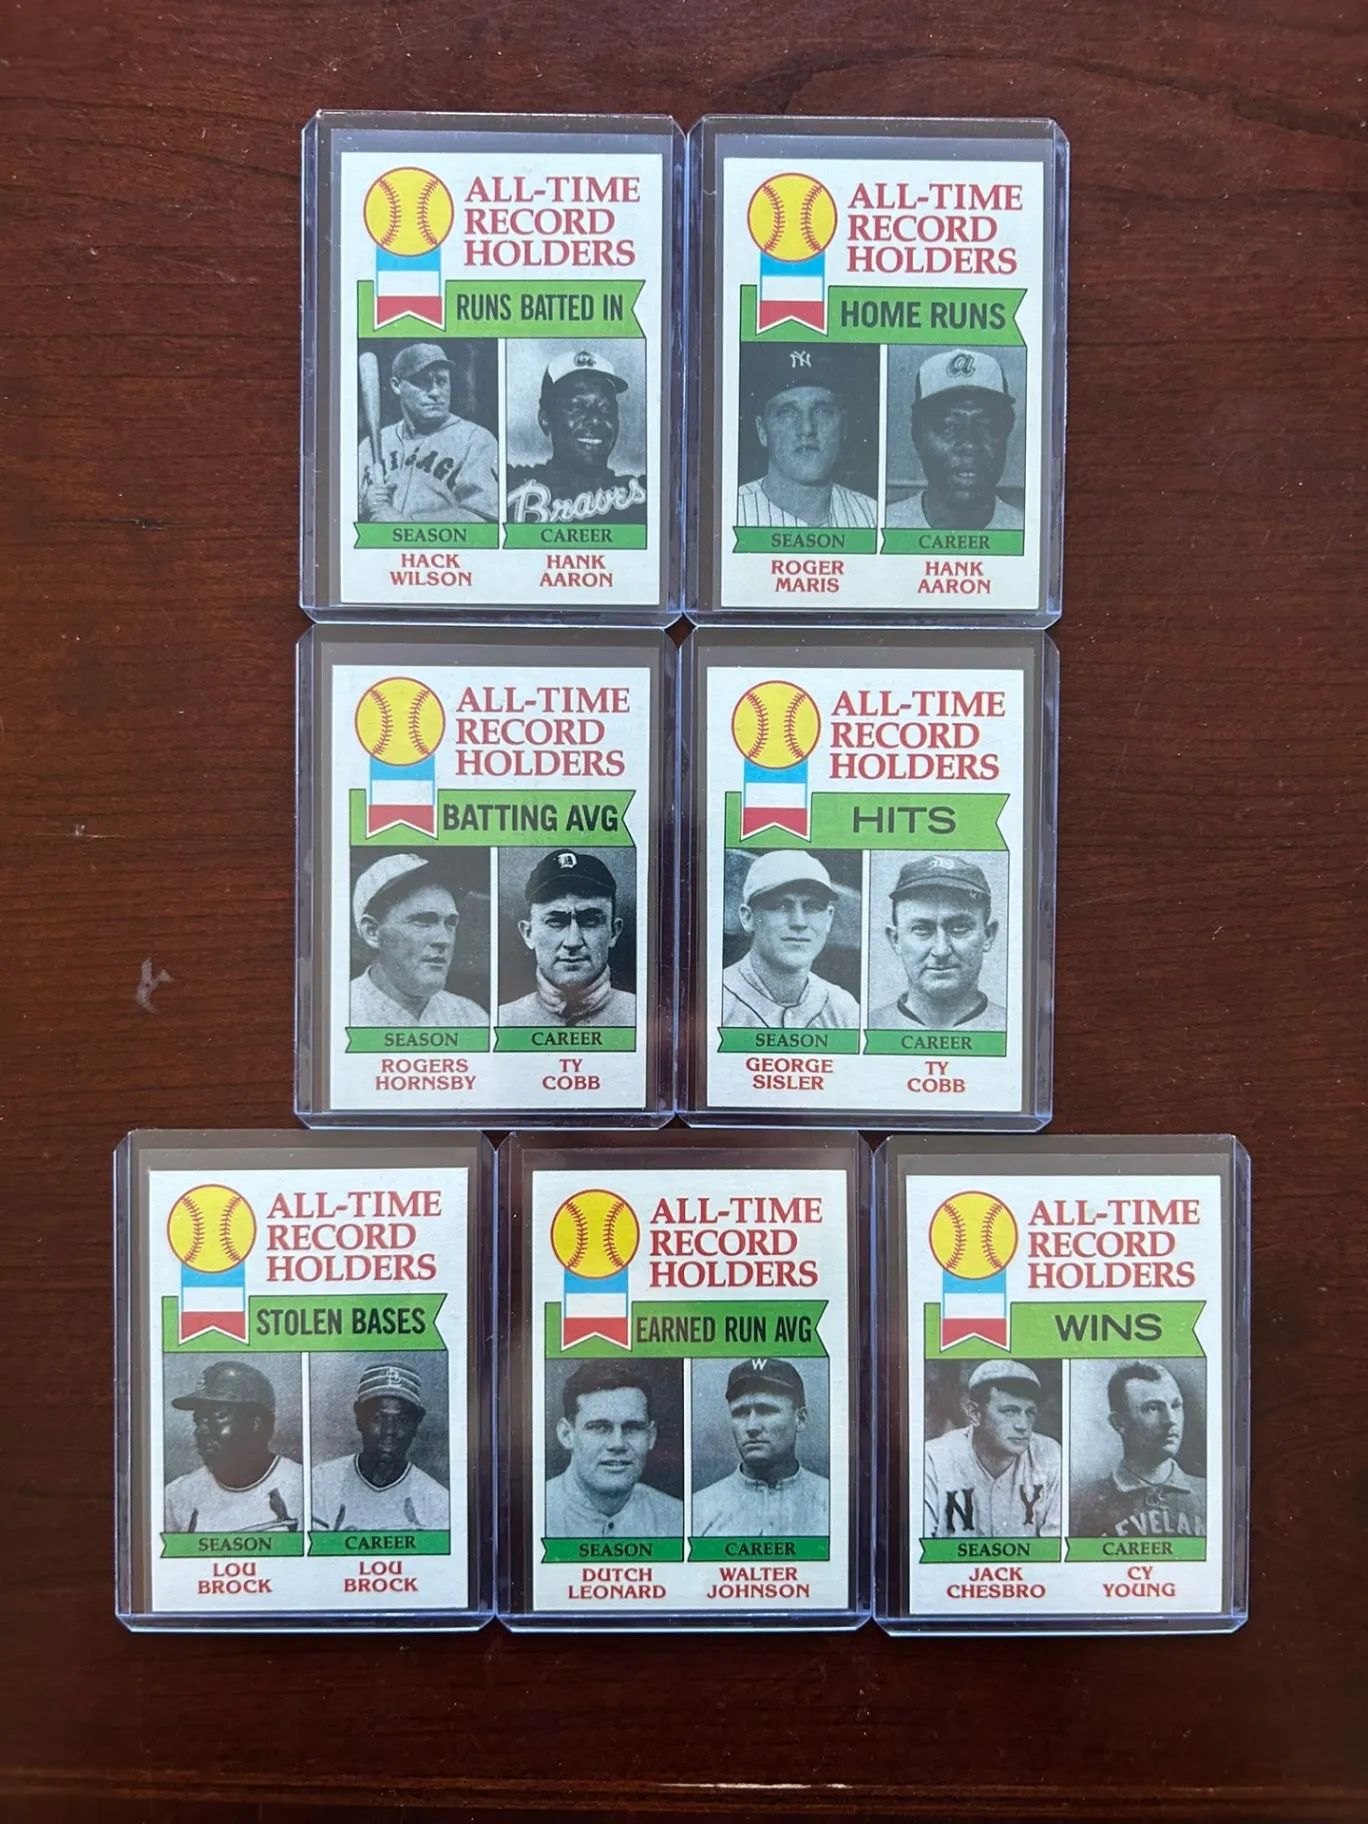 ALL-TIME
RECORD
HOLDERS
RUNS BATTED IN
CHICAGO
Braves
SEASON
CAREER
HACK
WILSON
HANK
AARON
ALL-TIME
RECORD
HOLDERS
HOME RUNS
NY
a
SEASON
CAREER
ROGER
MARIS
HANK
AARON
ALL-TIME
RECORD
HOLDERS
BATTING AVG
D
SEASON
CAREER
ROGERS
HORNSBY
TY
COBB
ALL-TIME
RECORD
HOLDERS
HITS
D
SEASON
CAREER
GEORGE
SISLER
TY
COBB
ALL-TIME
RECORD
HOLDERS
STOLEN BASES
SEASON
CAREER
LOU
BROCK
LOU
BROCK
ALL-TIME
RECORD
HOLDERS
EARNED RUN AVG
W
SEASON
CAREER
DUTCH
LEONARD
WALTER
JOHNSON
ALL-TIME
RECORD
HOLDERS
WINS
N Y
EVELAN
SEASON
CAREER
JACK
CHESBRO
CY
YOUNG